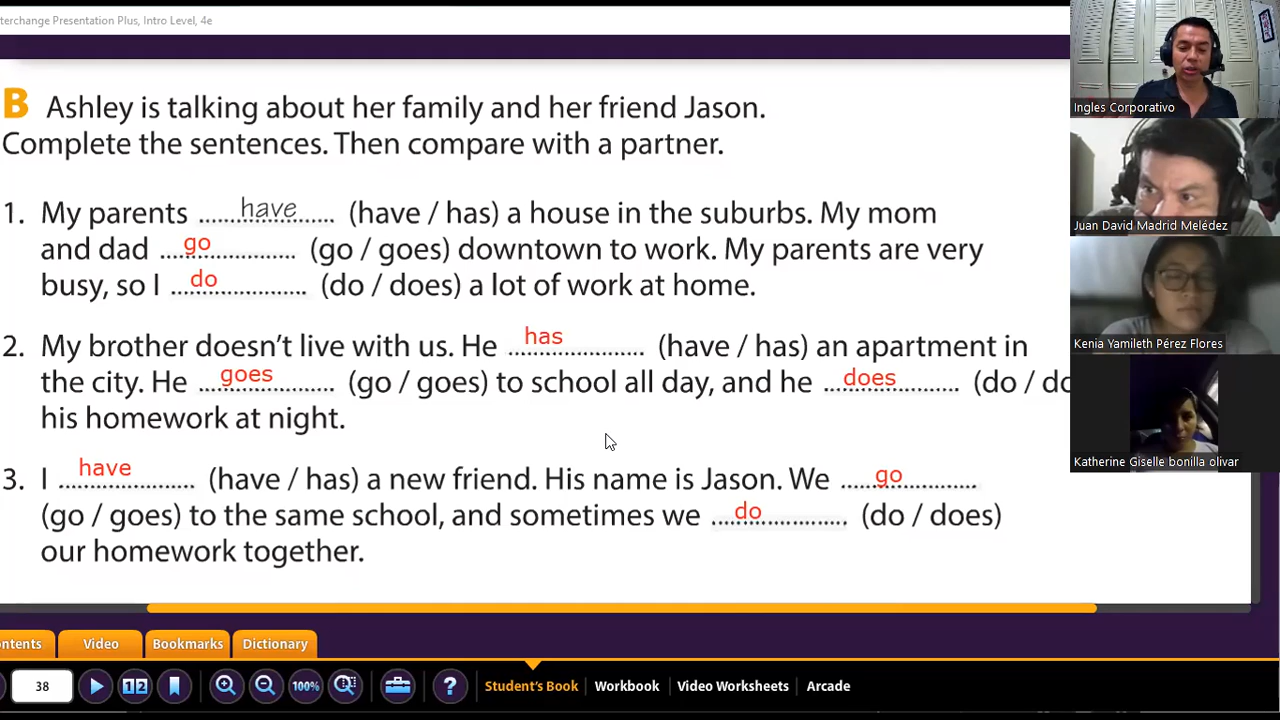 terchange Presentation Plus, Intro Level, 4e
B Ashley is talking about her family and her friend Jason.
Complete the sentences. Then compare with a partner.
1. My parents have (have / has) a house in the suburbs. My mom
and dad go (go / goes) downtown to work. My parents are very
busy, so I do (do / does) a lot of work at home.
2. My brother doesn't live with us. He has (have / has) an apartment in
the city. He goes (go / goes) to school all day, and he does (do / do
his homework at night.
3. I have (have / has) a new friend. His name is Jason. We go
(go / goes) to the same school, and sometimes we do (do / does)
our homework together.
Ingles Corporativo
Juan David Madrid Melédez
Kenia Yamileth Pérez Flores
Katherine Giselle bonilla olivar
ntents Video Bookmarks Dictionary
38 12 100% ? Student's Book Workbook Video Worksheets Arcade